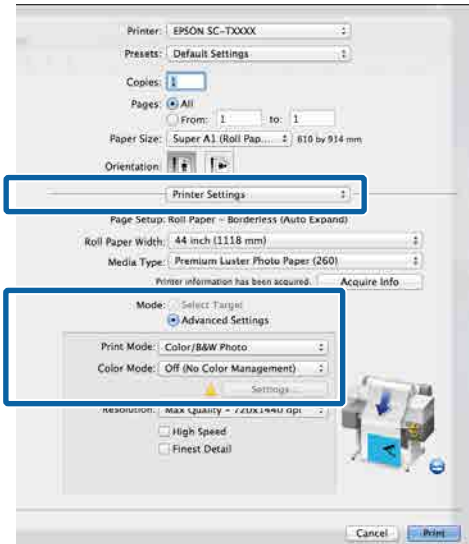 Printer: EPSON SC-TXXXX
Presets: Default Settings
Copies: 1
Pages: All
From: 1 to: 1
Paper Size: Super A1 (Roll Pap... 610 by 914 mm
Orientation:
Printer Settings
Page Setup: Roll Paper - Borderless (Auto Expand)
Roll Paper Width: 44 inch (1118 mm)
Media Type: Premium Luster Photo Paper (260)
Printer information has been acquired. Acquire Info
Mode: Select Target
Advanced Settings
Print Mode: Color/B&W Photo
Color Mode: Off (No Color Management)
Settings...
Resolution: Max Quality - 720x1440 dpi
High Speed
Finest Detail
Cancel Print